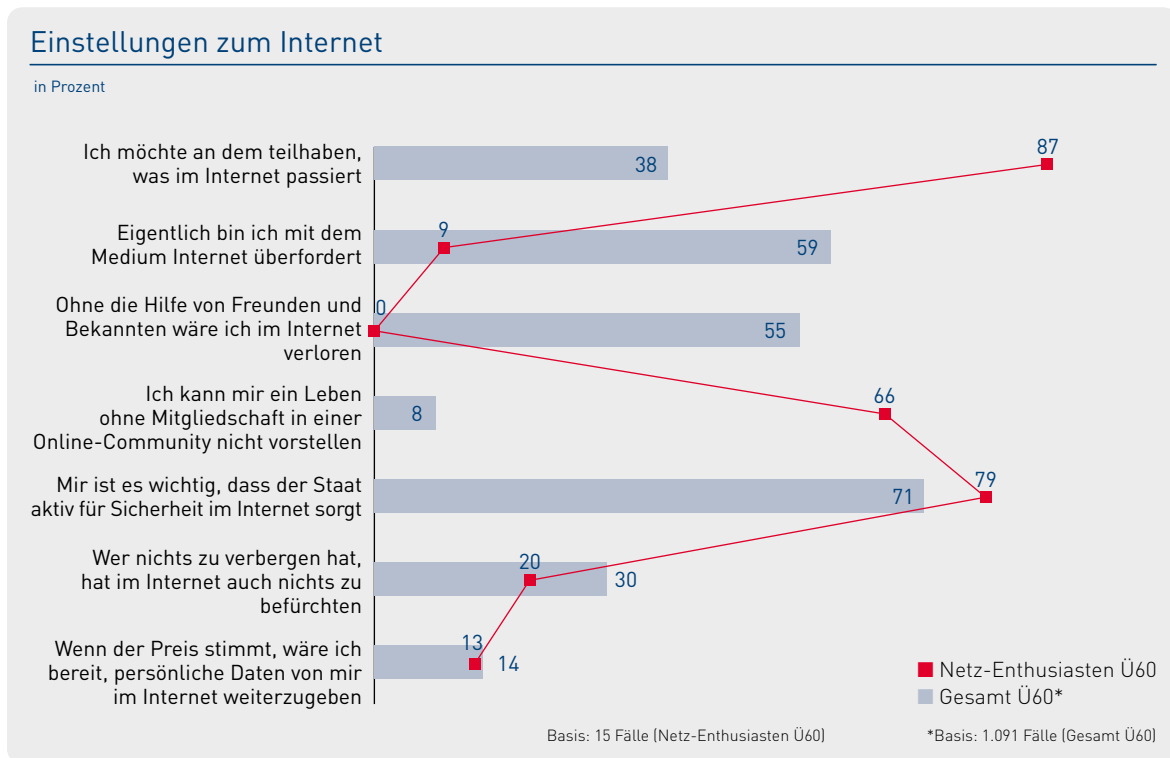 Einstellungen zum Internet
in Prozent
Ich möchte an dem teilhaben,
was im Internet passiert
38
87
Eigentlich bin ich mit dem
Medium Internet überfordert
9
59
Ohne die Hilfe von Freunden und
Bekannten wäre ich im Internet
verloren
0
55
Ich kann mir ein Leben
ohne Mitgliedschaft in einer
Online-Community nicht vorstellen
8
66
Mir ist es wichtig, dass der Staat
aktiv für Sicherheit im Internet sorgt
71
79
Wer nichts zu verbergen hat,
hat im Internet auch nichts zu
befürchten
20
30
Wenn der Preis stimmt, wäre ich
bereit, persönliche Daten von mir
im Internet weiterzugeben
13
14
Netz-Enthusiasten Ü60
Gesamt Ü60*
Basis: 15 Fälle (Netz-Enthusiasten Ü60)
*Basis: 1.091 Fälle (Gesamt Ü60)